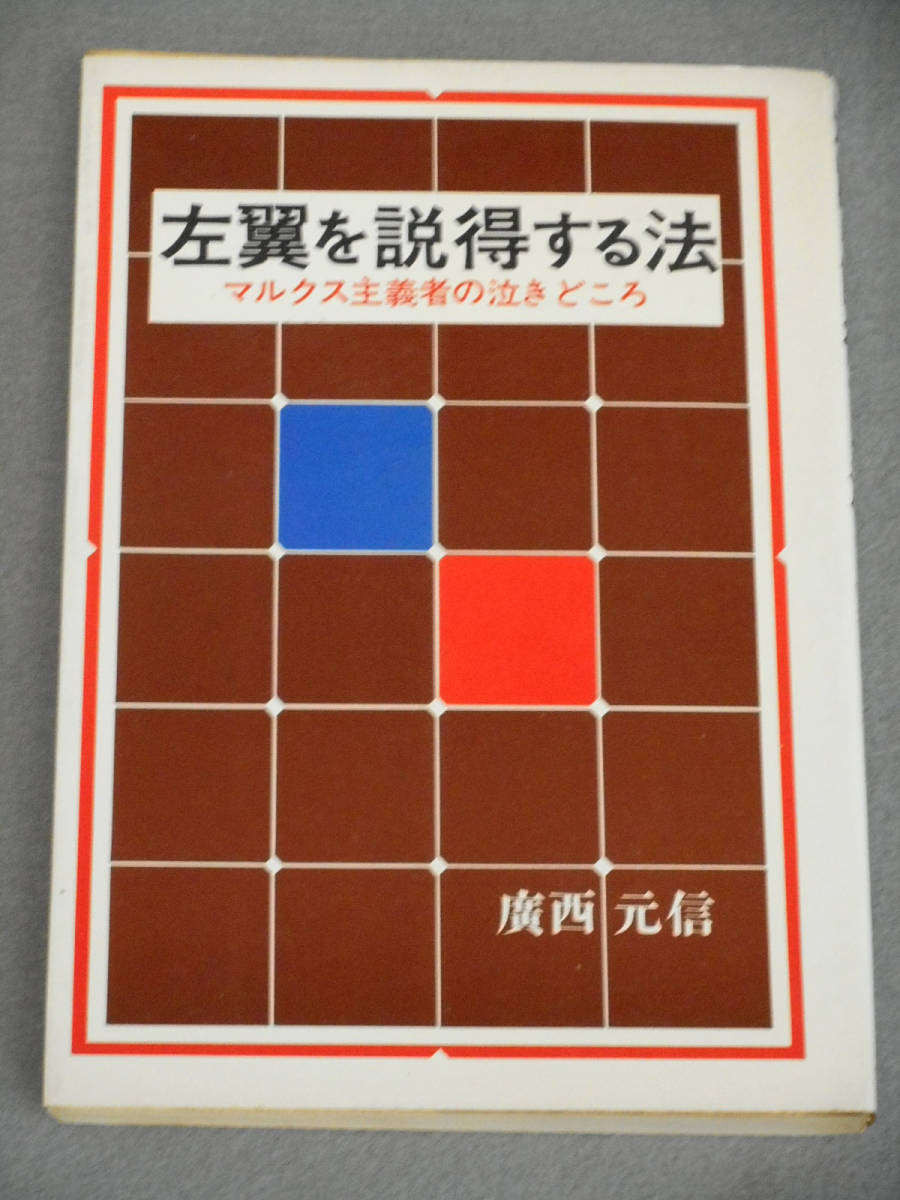 左翼を説得する法
マルクス主義者の泣きどころ
廣西 元信